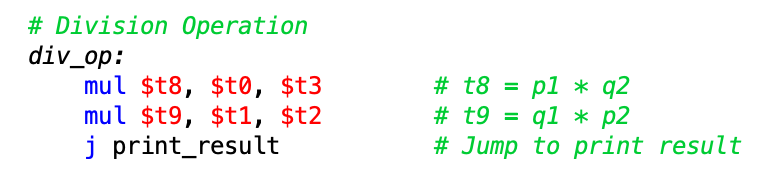 # Division Operation
div_op:
    mul $t8, $t0, $t3        # t8 = p1 * q2
    mul $t9, $t1, $t2        # t9 = q1 * p2
    j print_result           # Jump to print result